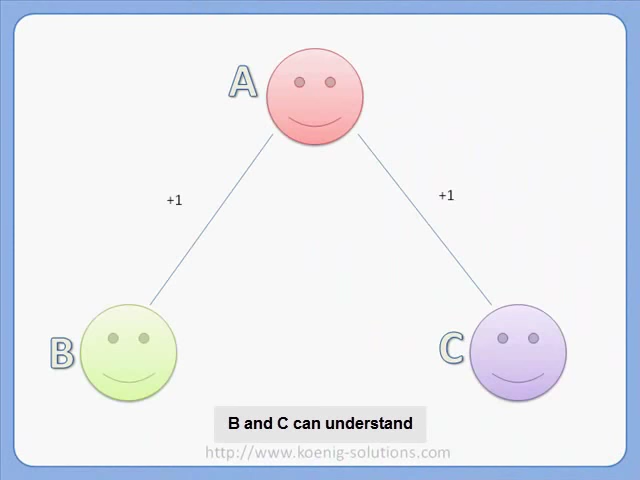 A
+1
+1
B
C
B and C can understand
http://www.koenig-solutions.com